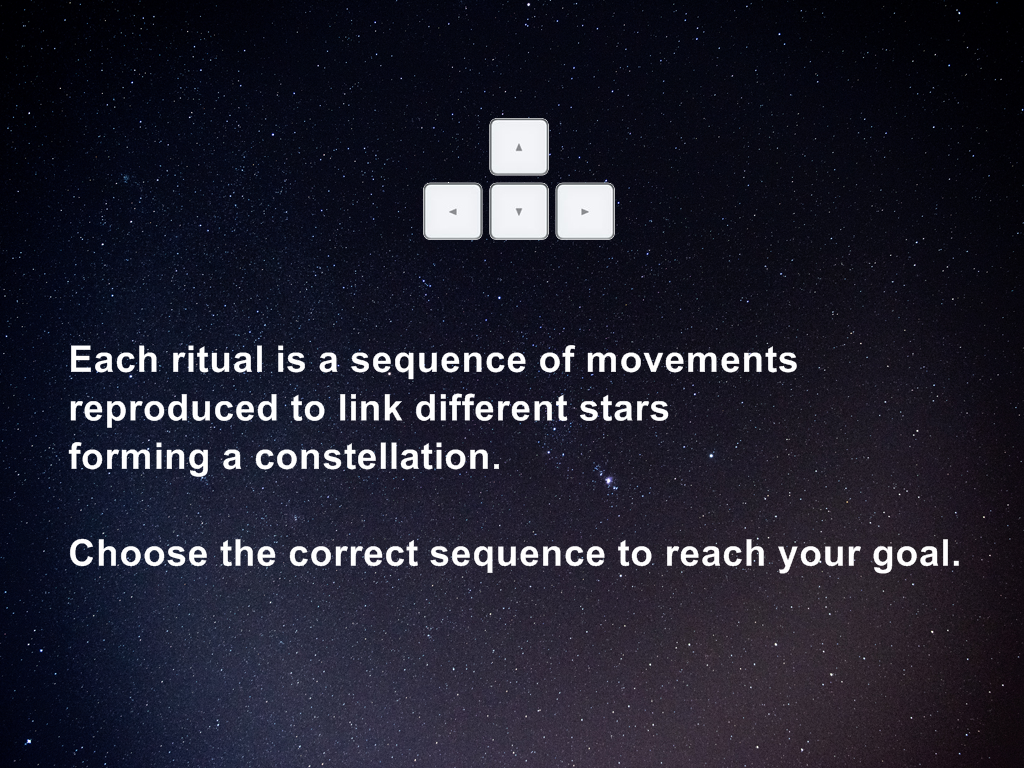 ▲
◄ ▼ ►
Each ritual is a sequence of movements
reproduced to link different stars
forming a constellation.
Choose the correct sequence to reach your goal.